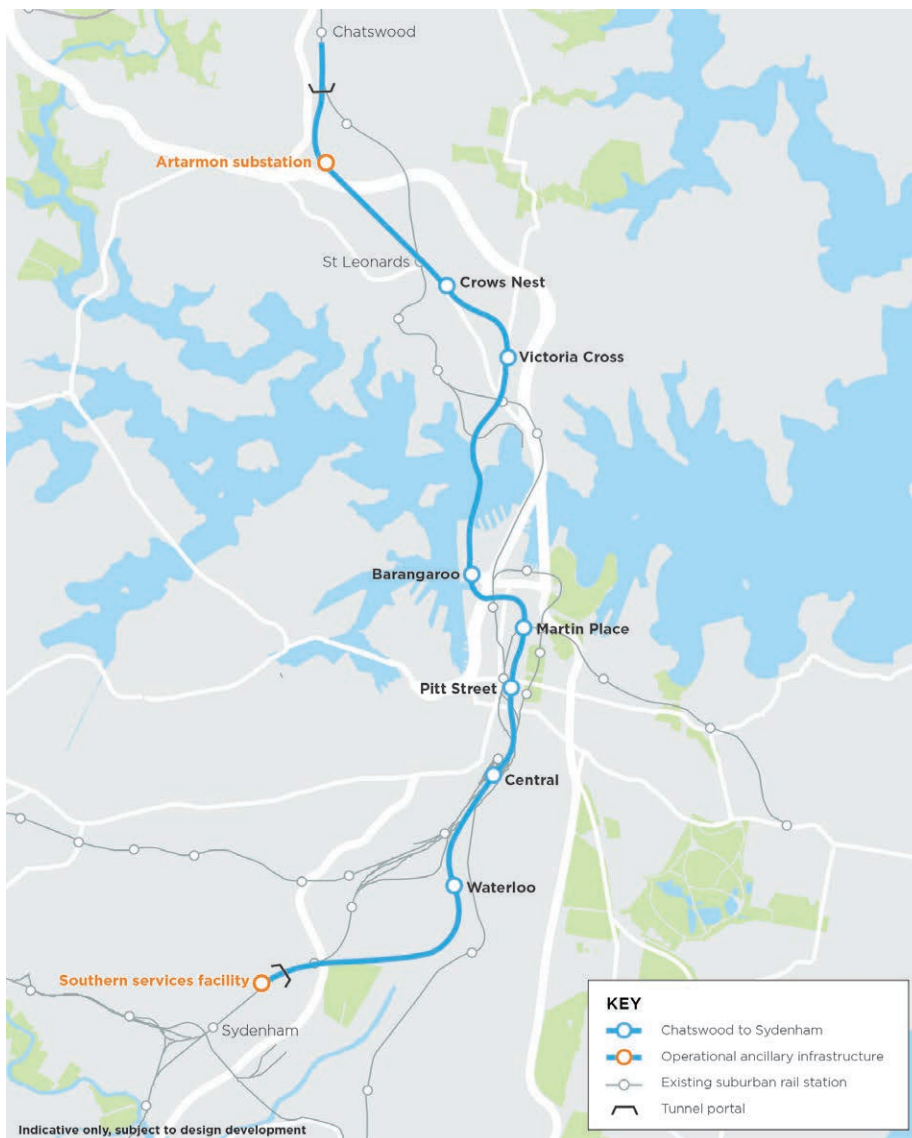 Chatswood
Artarmon substation
St Leonards
Crows Nest
Victoria Cross
Barangaroo
Martin Place
Pitt Street
Central
Waterloo
Southern services facility
Sydenham
KEY
Chatswood to Sydenham
Operational ancillary infrastructure
Existing suburban rail station
Tunnel portal
Indicative only, subject to design development